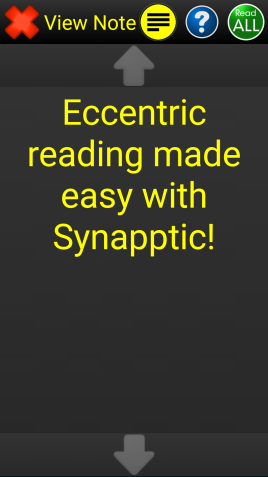 View Note
Read
ALL
Eccentric
reading made
easy with
Synapptic!